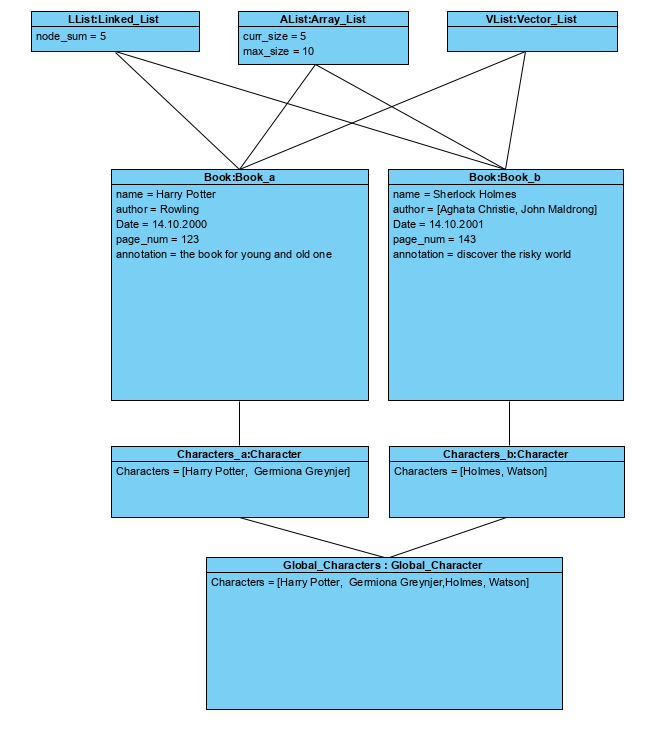 LList:Linked_List
node_sum = 5
AList:Array_List
curr_size = 5
max_size = 10
VList:Vector_List
Book:Book_a
name = Harry Potter
author = Rowling
Date = 14.10.2000
page_num = 123
annotation = the book for young and old one
Book:Book_b
name = Sherlock Holmes
author = [Aghata Christie, John Maldrong]
Date = 14.10.2001
page_num = 143
annotation = discover the risky world
Characters_a:Character
Characters = [Harry Potter,  Germiona Greynjer]
Characters_b:Character
Characters = [Holmes, Watson]
Global_Characters : Global_Character
Characters = [Harry Potter,  Germiona Greynjer,Holmes, Watson]